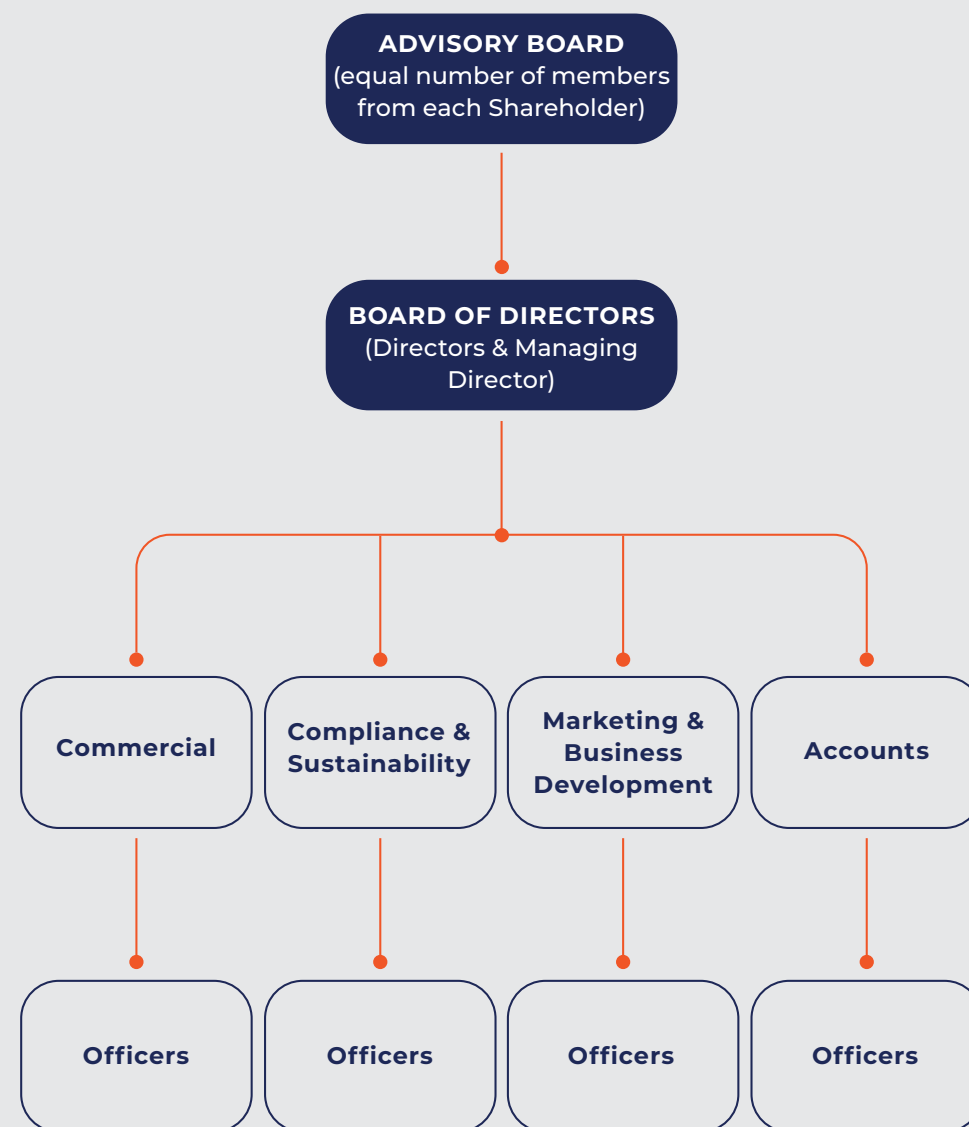 ADVISORY BOARD
(equal number of members
from each Shareholder)
BOARD OF DIRECTORS
(Directors & Managing
Director)
Commercial
Compliance &
Sustainability
Marketing &
Business
Development
Accounts
Officers
Officers
Officers
Officers